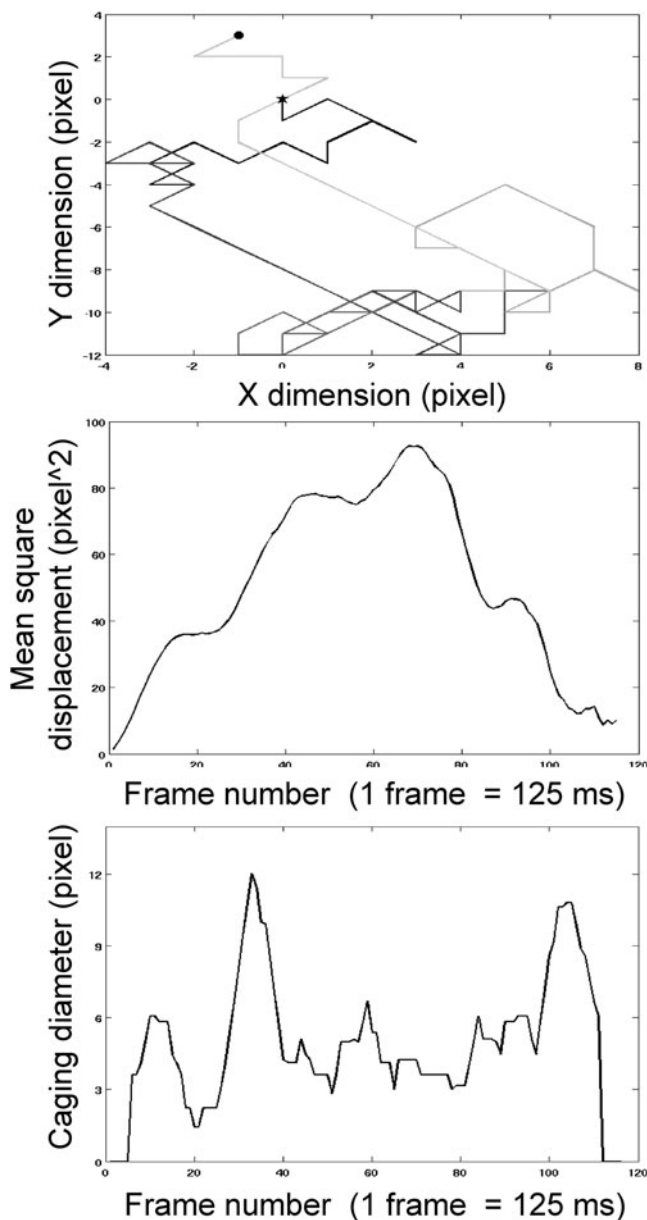 4
2
0
-2
-4
-6
-8
-10
-12
Y dimension (pixel)
-4 -2 0 2 4 6 8
X dimension (pixel)
100
80
60
40
20
0
Mean square
displacement (pixel^2)
0 20 40 60 80 100 120
Frame number (1 frame = 125 ms)
12
9
6
3
0
Caging diameter (pixel)
0 20 40 60 80 100 120
Frame number (1 frame = 125 ms)